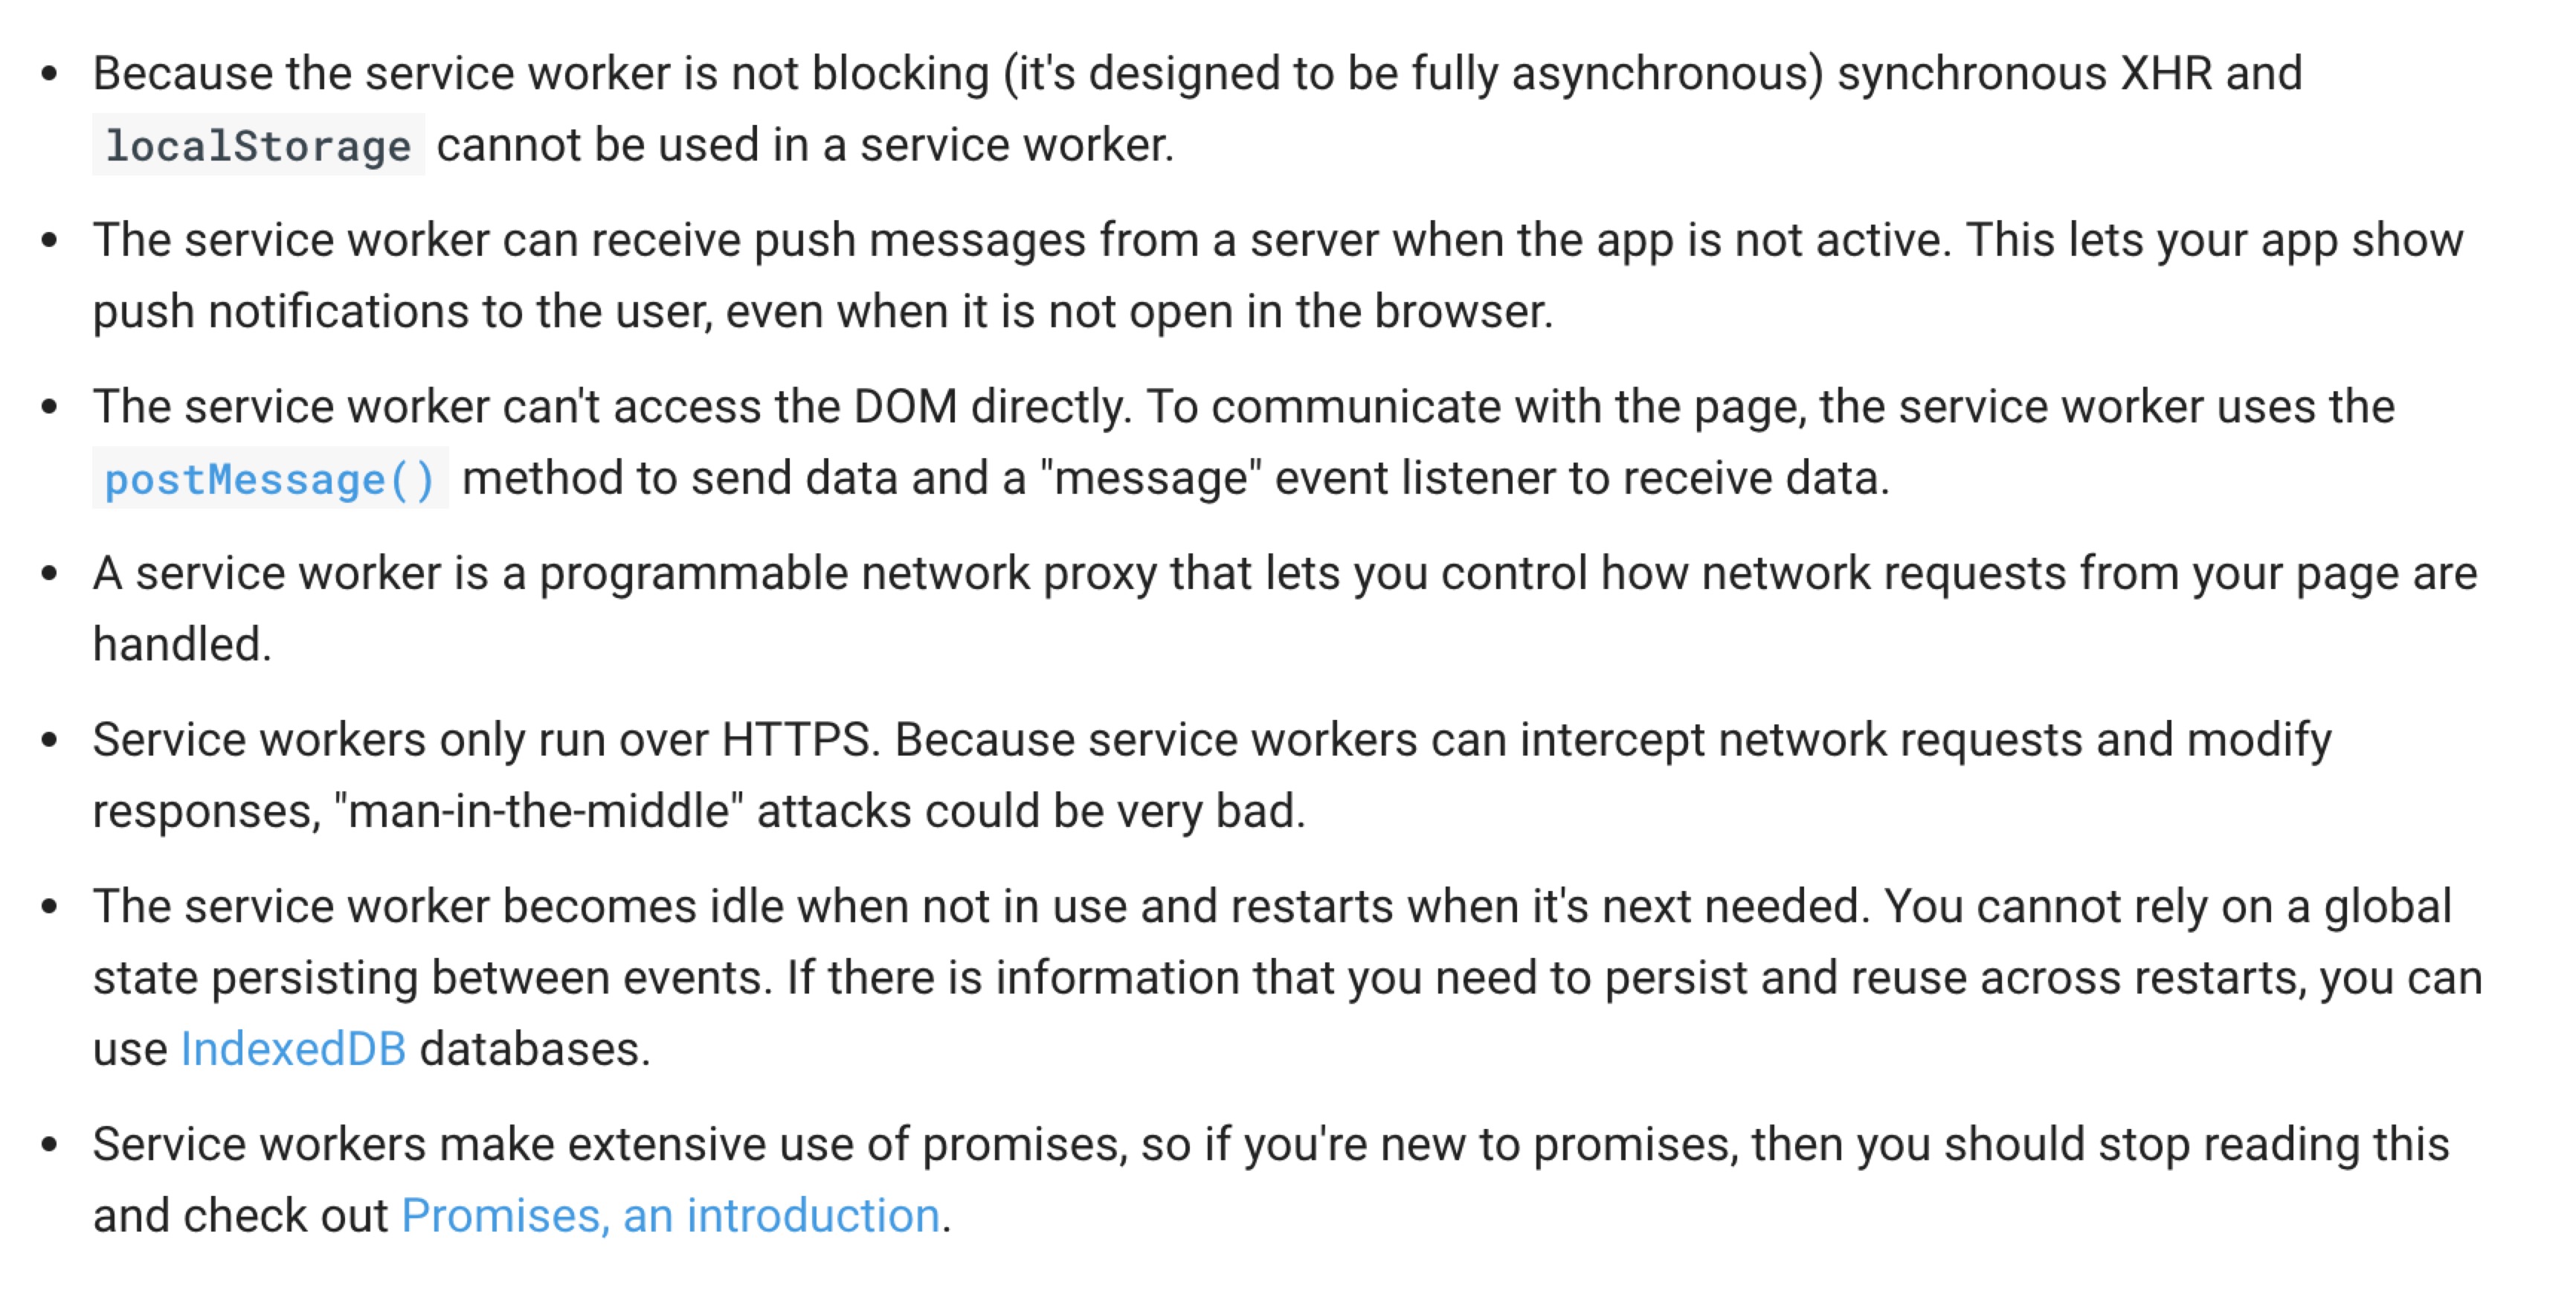 • Because the service worker is not blocking (it's designed to be fully asynchronous) synchronous XHR and
localStorage cannot be used in a service worker.
• The service worker can receive push messages from a server when the app is not active. This lets your app show
push notifications to the user, even when it is not open in the browser.
• The service worker can't access the DOM directly. To communicate with the page, the service worker uses the
postMessage() method to send data and a "message" event listener to receive data.
• A service worker is a programmable network proxy that lets you control how network requests from your page are
handled.
• Service workers only run over HTTPS. Because service workers can intercept network requests and modify
responses, "man-in-the-middle" attacks could be very bad.
• The service worker becomes idle when not in use and restarts when it's next needed. You cannot rely on a global
state persisting between events. If there is information that you need to persist and reuse across restarts, you can
use IndexedDB databases.
• Service workers make extensive use of promises, so if you're new to promises, then you should stop reading this
and check out Promises, an introduction.